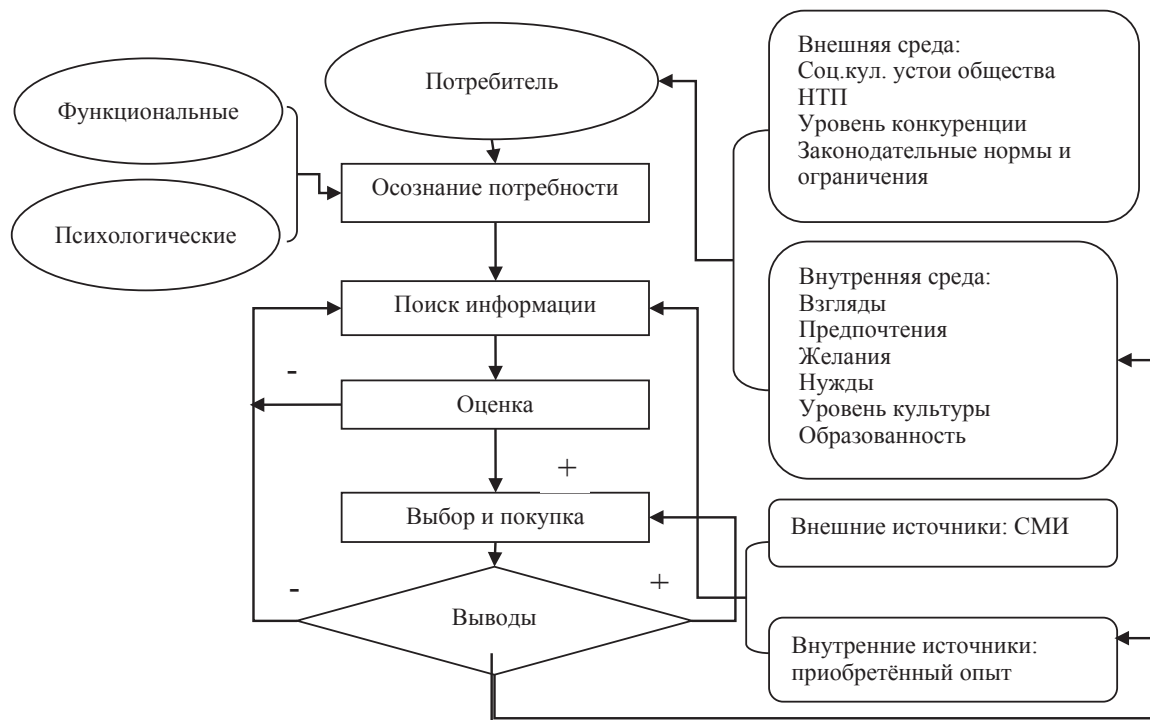 Потребитель
Функциональные
Психологические
Осознание потребности
Поиск информации
-
Оценка
+
Выбор и покупка
-
+
Выводы
Внешняя среда:
Соц.кул. устои общества
НТП
Уровень конкуренции
Законодательные нормы и
ограничения
Внутренняя среда:
Взгляды
Предпочтения
Желания
Нужды
Уровень культуры
Образованность
Внешние источники: СМИ
Внутренние источники:
приобретённый опыт